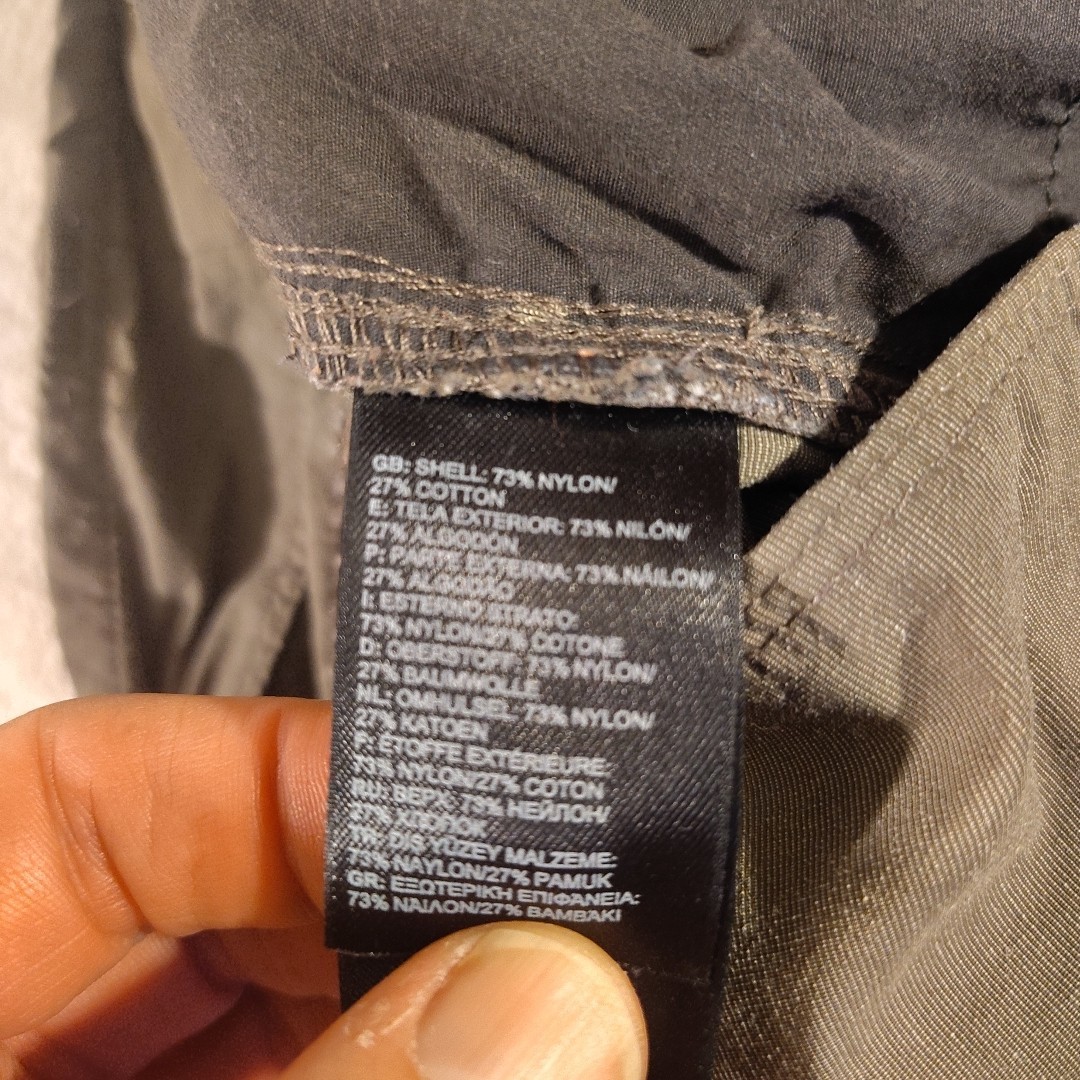 GB: SHELL: 73% NYLON/
27% COTTON
E: TELA EXTERIOR: 73% NILÓN/
27% ALGODÓN
P: PARTE EXTERNA: 73% NÁILON/
27% ALGODÃO
I: ESTERNO STRATO:
73% NYLON/27% COTONE
D: OBERSTOFF: 73% NYLON/
27% BAUMWOLLE
NL: OMHULSEL: 73% NYLON/
27% KATOEN
F: ÉTOFFE EXTÉRIEURE:
73% NYLON/27% COTON
RU: ВЕРХ: 73% НЕЙЛОН/
27% ХЛОПОК
TR: DIŞ YÜZEY MALZEME:
73% NAYLON/27% PAMUK
GR: ΕΞΩΤΕΡΙΚΗ ΕΠΙΦΆΝΕΙΑ:
73% ΝΆΙΛΟΝ/27% ΒΑΜΒΆΚΙ